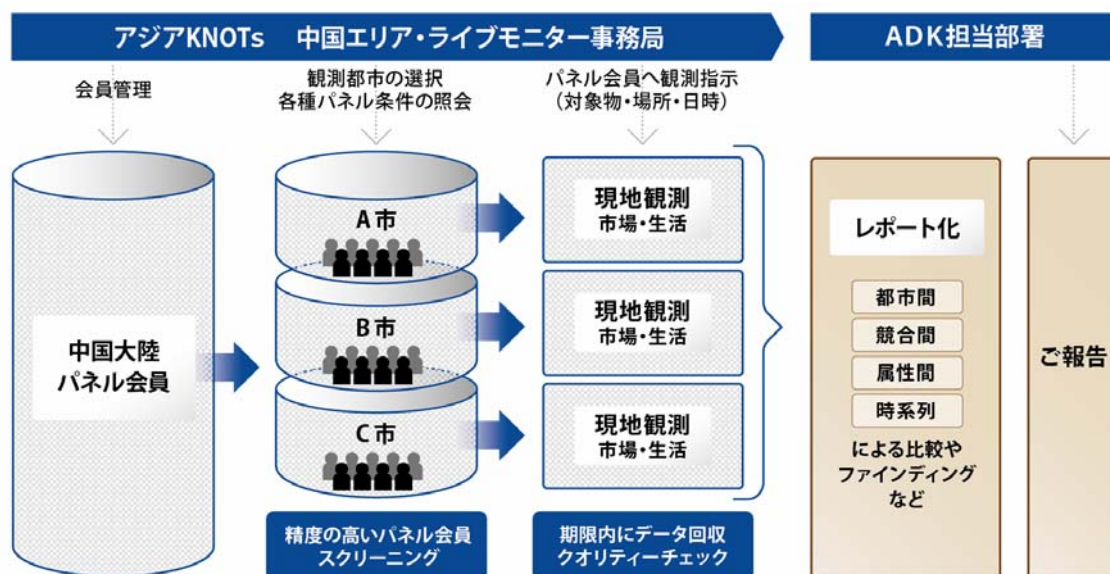 アジアKNOTs 中国エリア・ライブモニター事務局
ADK担当部署
会員管理
観測都市の選択
各種パネル条件の照会
パネル会員へ観測指示
(対象物・場所・日時)
中国大陸
パネル会員
A市
B市
C市
精度の高いパネル会員
スクリーニング
現地観測
市場・生活
現地観測
市場・生活
現地観測
市場・生活
期限内にデータ回収
クオリティーチェック
レポート化
都市間
競合間
属性間
時系列
による比較や
ファインディング
など
ご報告